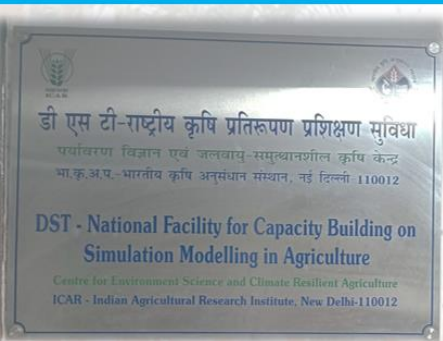 ICAR
डी एस टी-राष्ट्रीय कृषि प्रतिरूपण प्रशिक्षण सुविधा
पर्यावरण विज्ञान एवं जलवायु-समुत्थानशील कृषि केन्द्र
भा.कृ.अ.प.-भारतीय कृषि अनुसंधान संस्थान, नई दिल्ली-110012
DST - National Facility for Capacity Building on
Simulation Modelling in Agriculture
Centre for Environment Science and Climate Resilient Agriculture
ICAR - Indian Agricultural Research Institute, New Delhi-110012